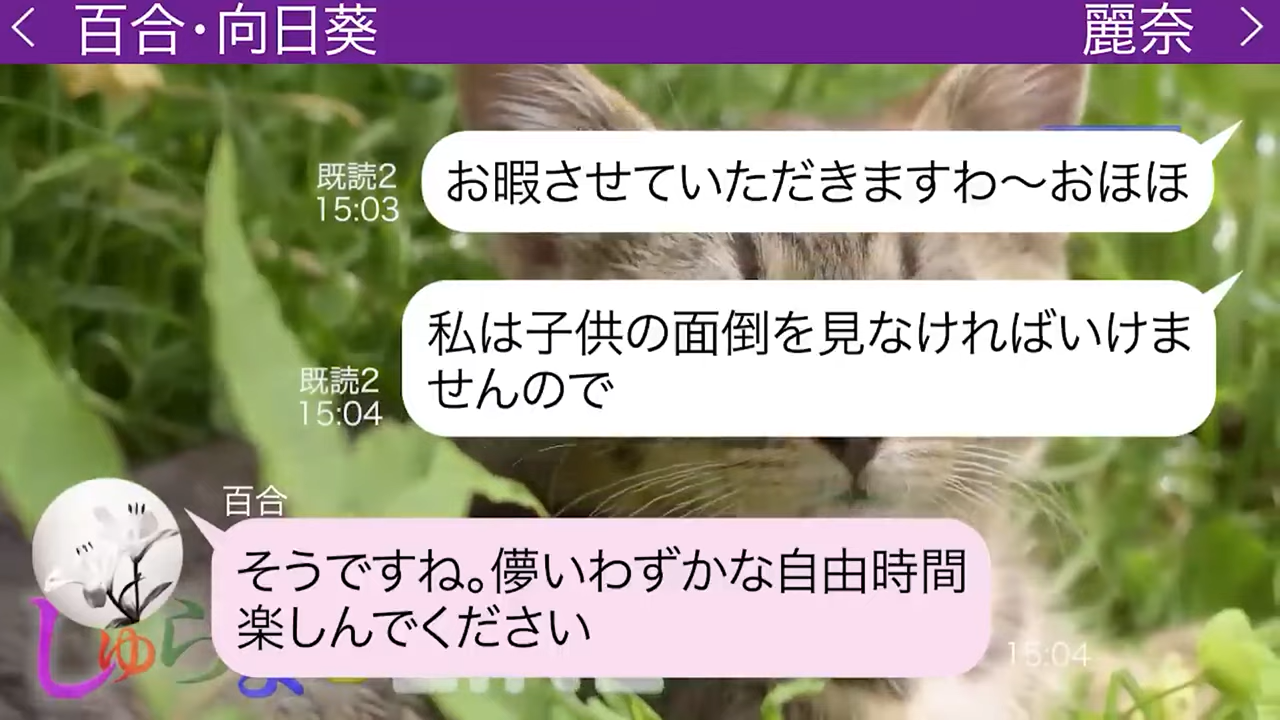 百合・向日葵
麗奈
お暇させていただきますわ〜おほほ
既読2
15:03
私は子供の面倒を見なければいけま
せんので
既読2
15:04
百合
そうですね。儚いわずかな自由時間
楽しんでください
15:04
しゅら